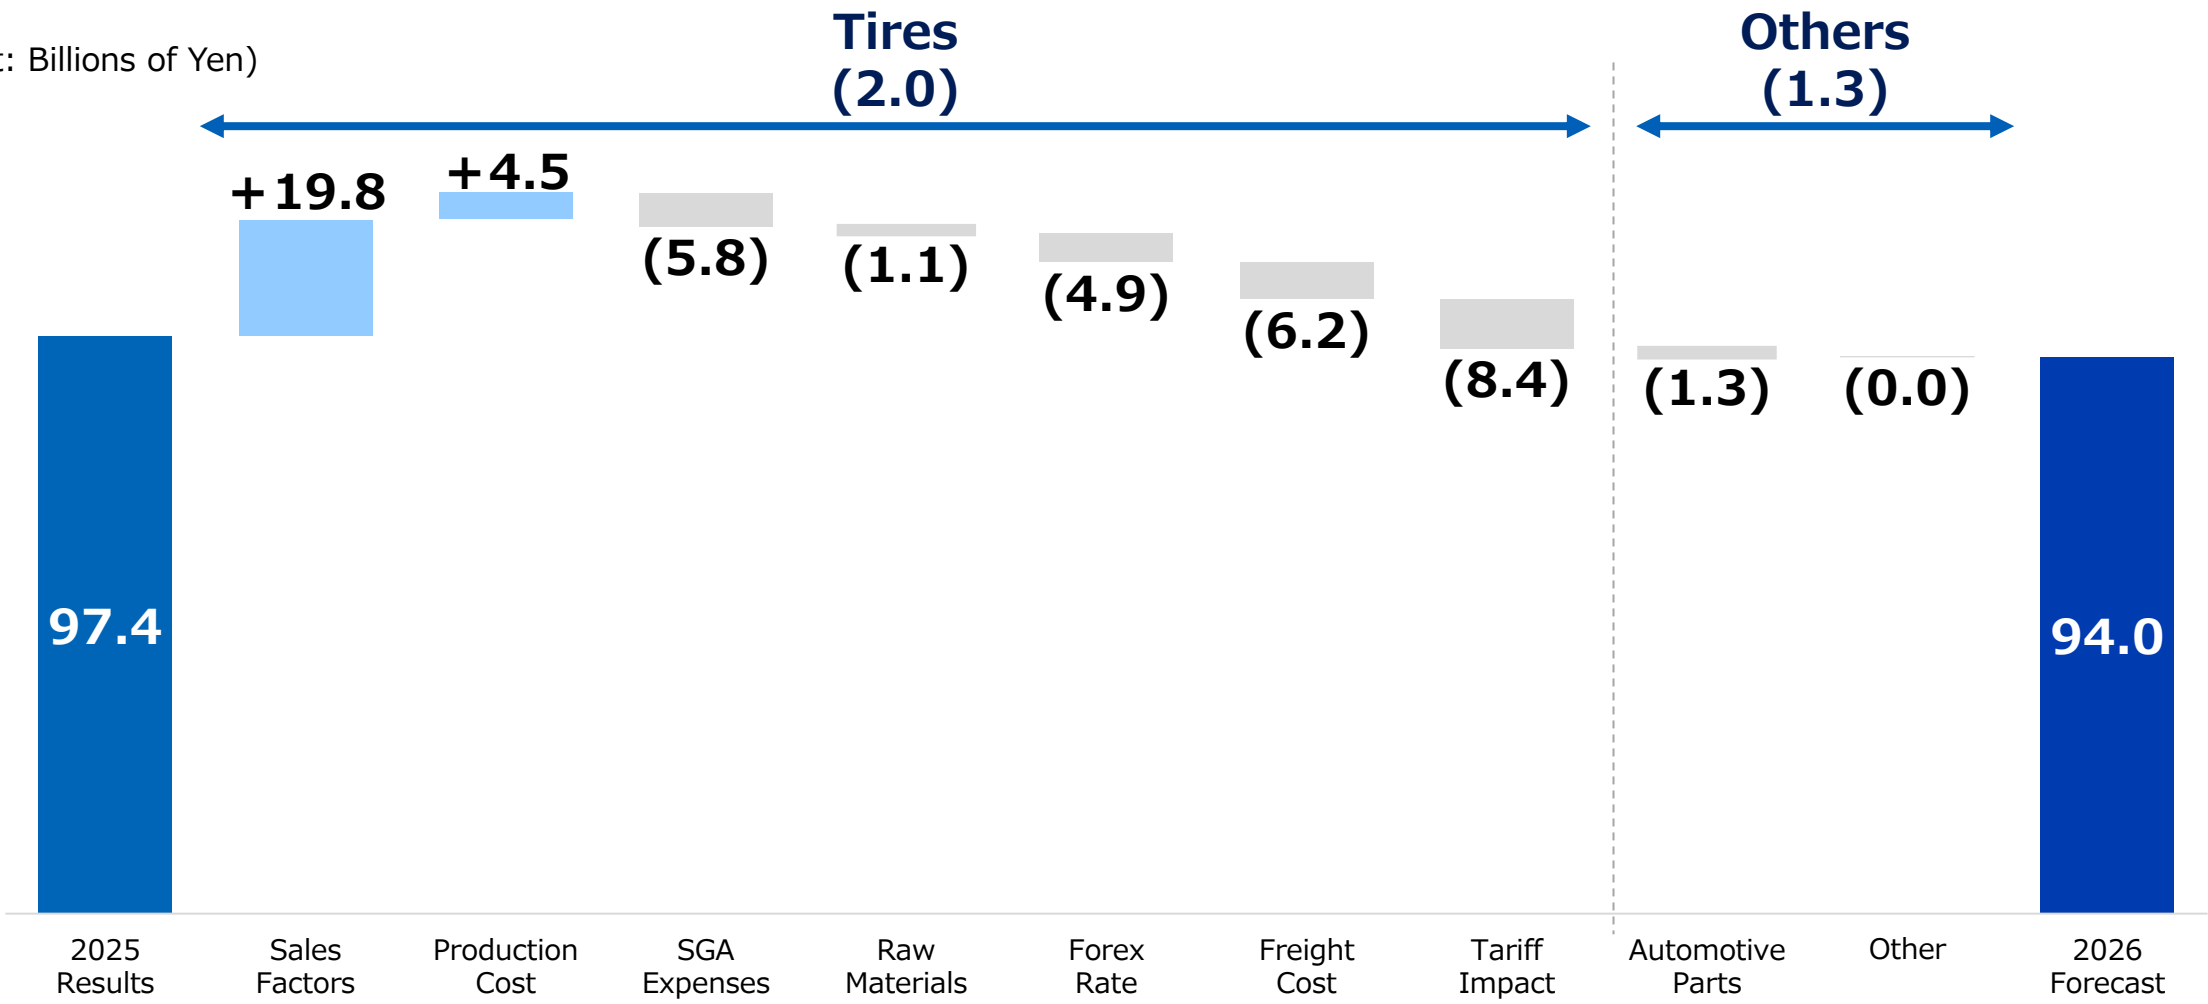 : Billions of Yen)
Tires
(2.0)
Others
(1.3)
+19.8
+4.5
(5.8)
(1.1)
(4.9)
(6.2)
(8.4)
(1.3)
(0.0)
97.4
94.0
2025
Results
Sales
Factors
Production
Cost
SGA
Expenses
Raw
Materials
Forex
Rate
Freight
Cost
Tariff
Impact
Automotive
Parts
Other
2026
Forecast